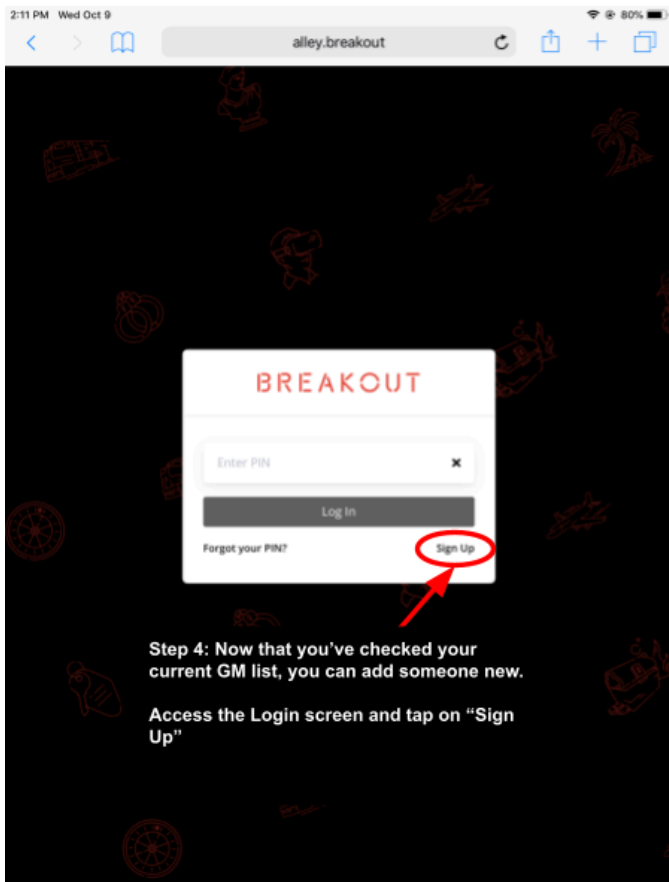 2:11 PM Wed Oct 9
80%
alley.breakout
BREAKOUT
Enter PIN
Log In
Forgot your PIN?
Sign Up
Step 4: Now that you’ve checked your
current GM list, you can add someone new.
Access the Login screen and tap on “Sign
Up”